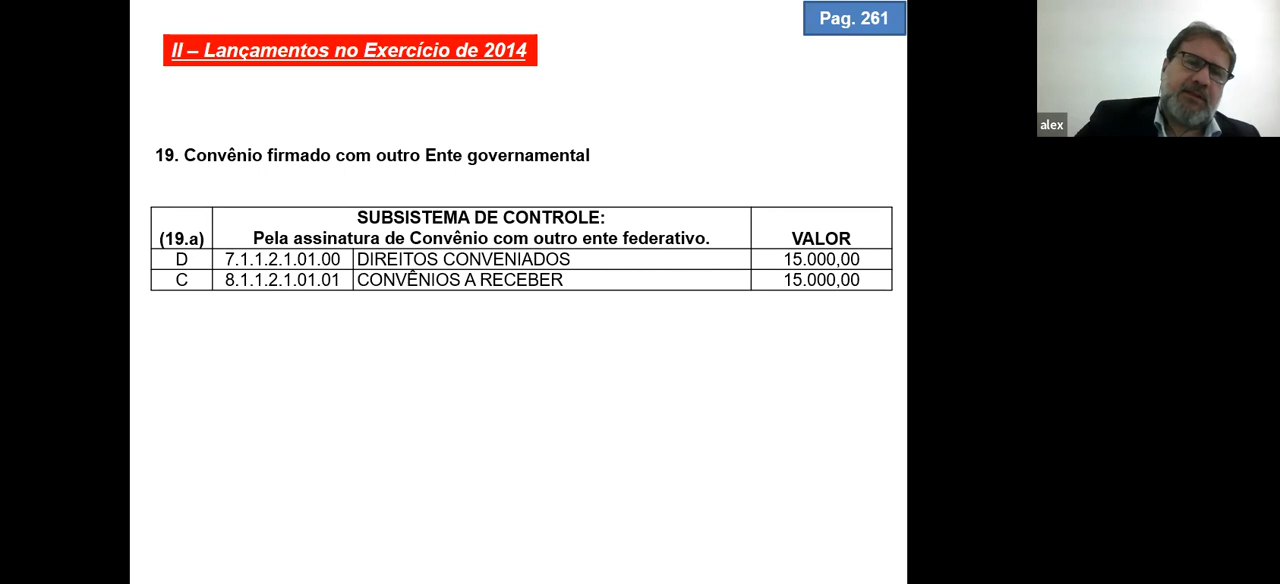 Pag. 261
II – Lançamentos no Exercício de 2014
alex
19. Convênio firmado com outro Ente governamental
SUBSISTEMA DE CONTROLE:
(19.a) Pela assinatura de Convênio com outro ente federativo. VALOR
D 7.1.1.2.1.01.00 DIREITOS CONVENIADOS 15.000,00
C 8.1.1.2.1.01.01 CONVÊNIOS A RECEBER 15.000,00